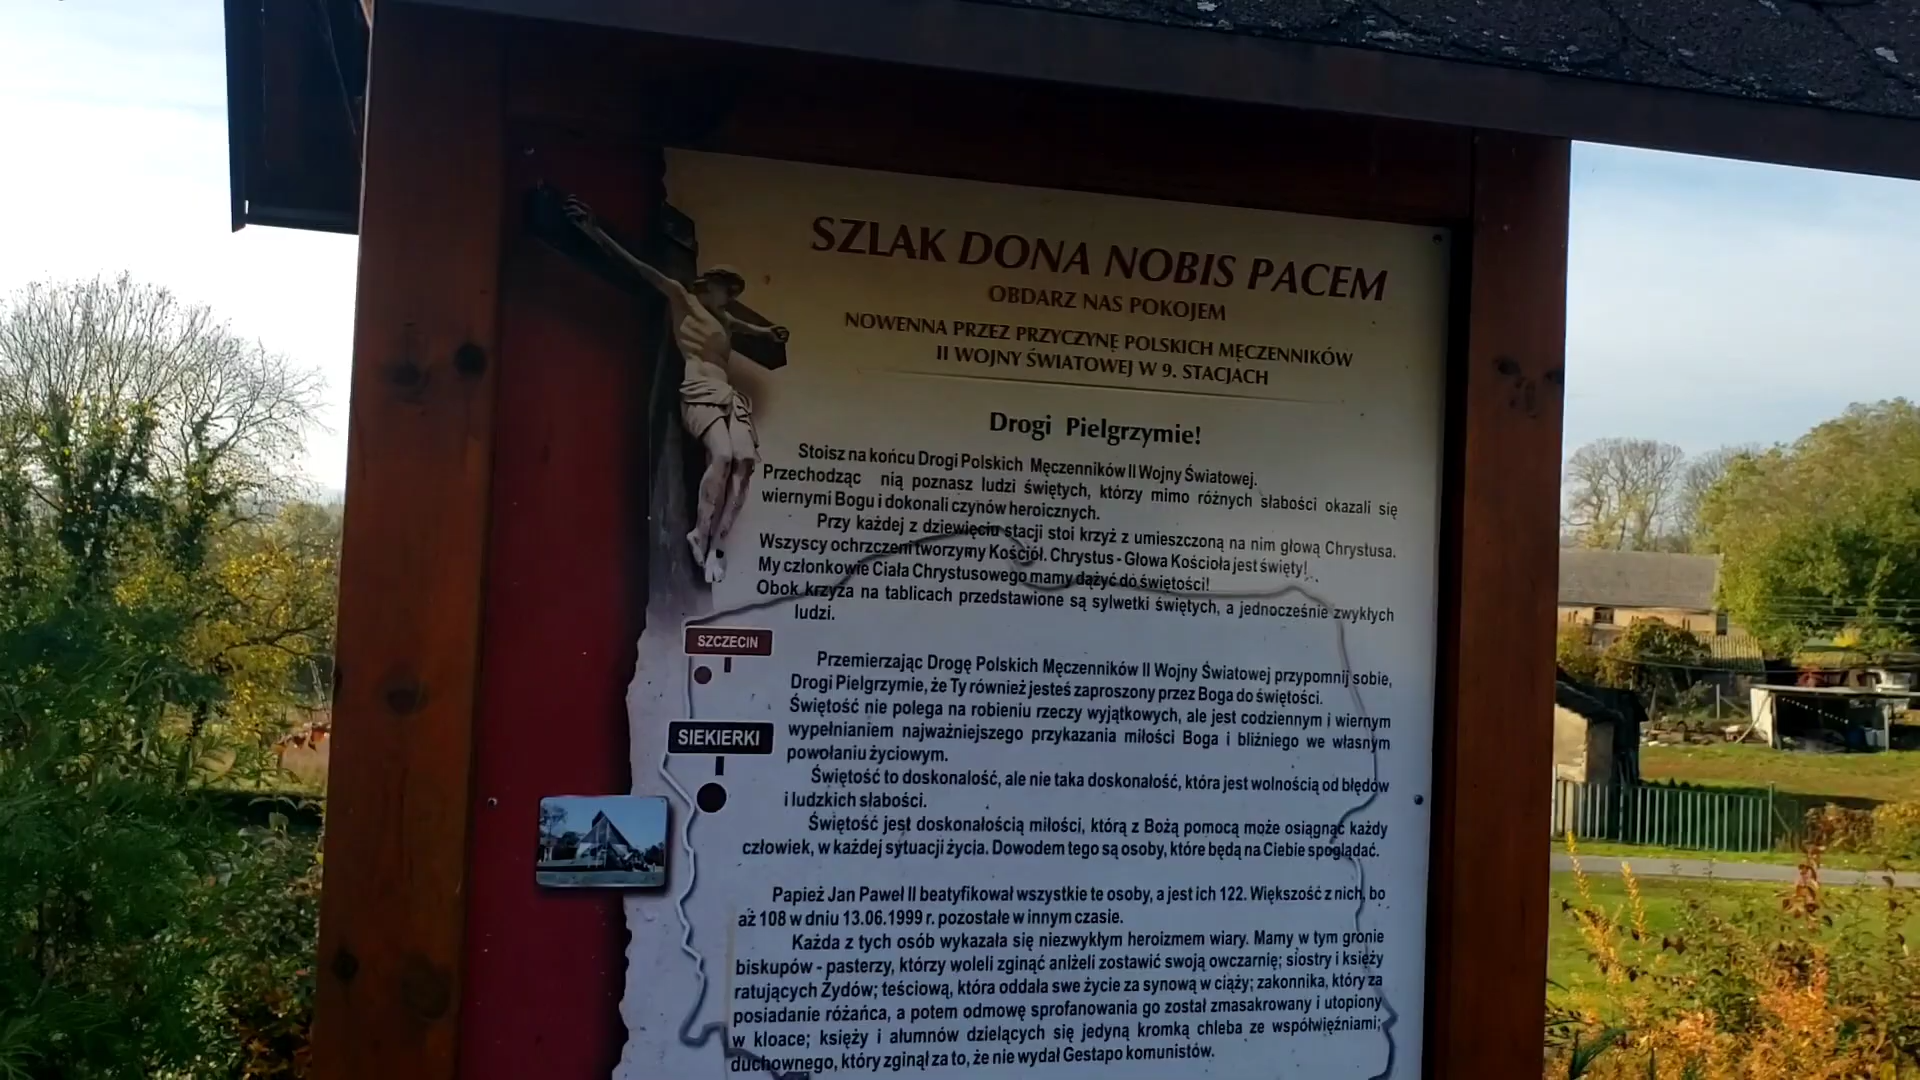 SZLAK DONA NOBIS PACEM
OBDARZ NAS POKOJEM
NOWENNA PRZEZ PRZYCZYNĘ POLSKICH MĘCZENNIKÓW
II WOJNY ŚWIATOWEJ W 9. STACJACH
Drogi Pielgrzymie!
Stoisz na końcu Drogi Polskich Męczenników II Wojny Światowej.
Przechodząc nią poznasz ludzi świętych, którzy mimo różnych słabości okazali się
wiernymi Bogu i dokonali czynów heroicznych.
Przy każdej z dziewięciu stacji stoi krzyż z umieszczoną na nim głową Chrystusa.
Wszyscy ochrzczeni tworzymy Kościół. Chrystus - Głowa Kościoła jest święty!
My członkowie Ciała Chrystusowego mamy dążyć do świętości!
Obok krzyża na tablicach przedstawione są sylwetki świętych, a jednocześnie zwykłych
ludzi.
SZCZECIN
SIEKIERKI
Przemierzając Drogę Polskich Męczenników II Wojny Światowej przypomnij sobie,
Drogi Pielgrzymie, że Ty również jesteś zaproszony przez Boga do świętości.
Świętość nie polega na robieniu rzeczy wyjątkowych, ale jest codziennym i wiernym
wypełnianiem najważniejszego przykazania miłości Boga i bliźniego we własnym
powołaniu życiowym.
Świętość to doskonałość, ale nie taka doskonałość, która jest wolnością od błędów
i ludzkich słabości.
Świętość jest doskonałością miłości, którą z Bożą pomocą może osiągnąć każdy
człowiek, w każdej sytuacji życia. Dowodem tego są osoby, które będą na Ciebie spoglądać.
Papież Jan Paweł II beatyfikował wszystkie te osoby, a jest ich 122. Większość z nich, bo
aż 108 w dniu 13.06.1999 r. pozostałe w innym czasie.
Każda z tych osób wykazała się niezwykłym heroizmem wiary. Mamy w tym gronie
biskupów - pasterzy, którzy woleli zginąć aniżeli zostawić swoją owczarnię; siostry i księży
ratujących Żydów; teściową, która oddała swe życie za synową w ciąży; zakonnika, który za
posiadanie różańca, a potem odmowę sprofanowania go został zmasakrowany i utopiony
w kloace; księży i alumnów dzielących się jedyną kromką chleba ze współwięźniami;
duchownego, który zginął za to, że nie wydał Gestapo komunistów.